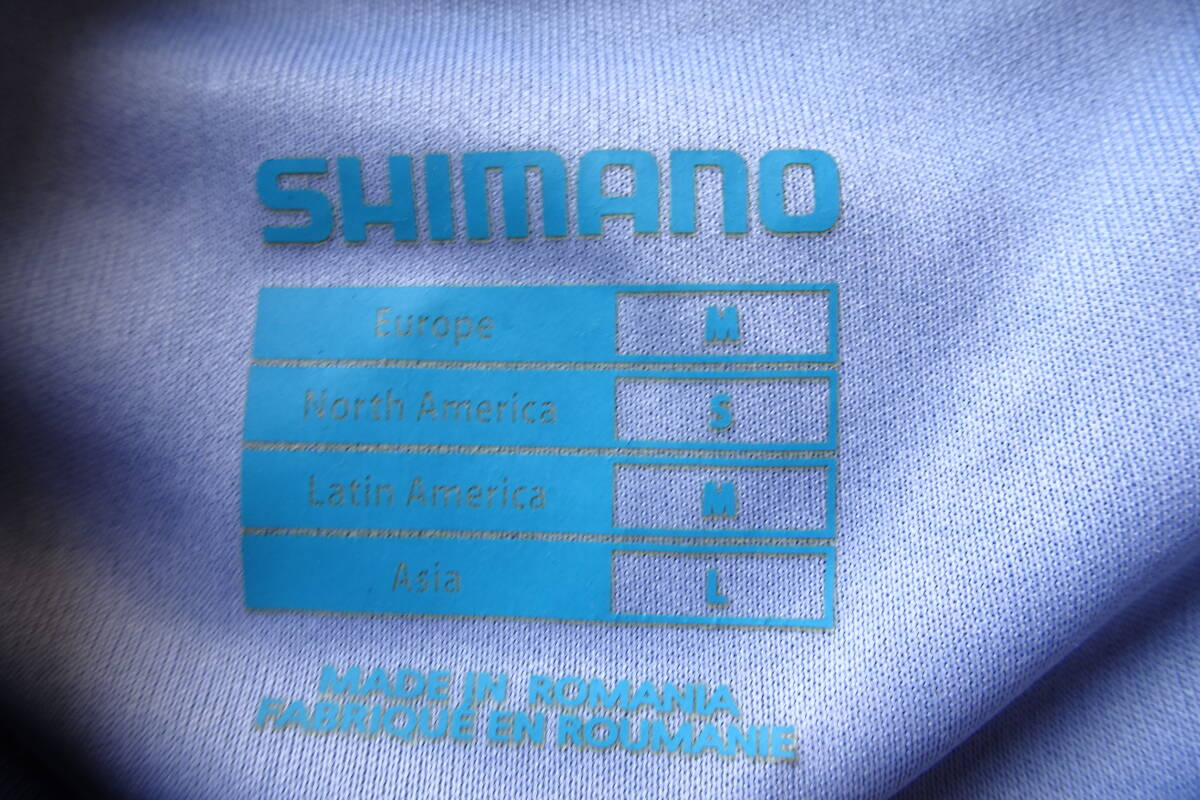 SHIMANO
Europe M
North America S
Latin America M
Asia L
MADE IN ROMANIA
FABRIQUÉ EN ROUMANIE